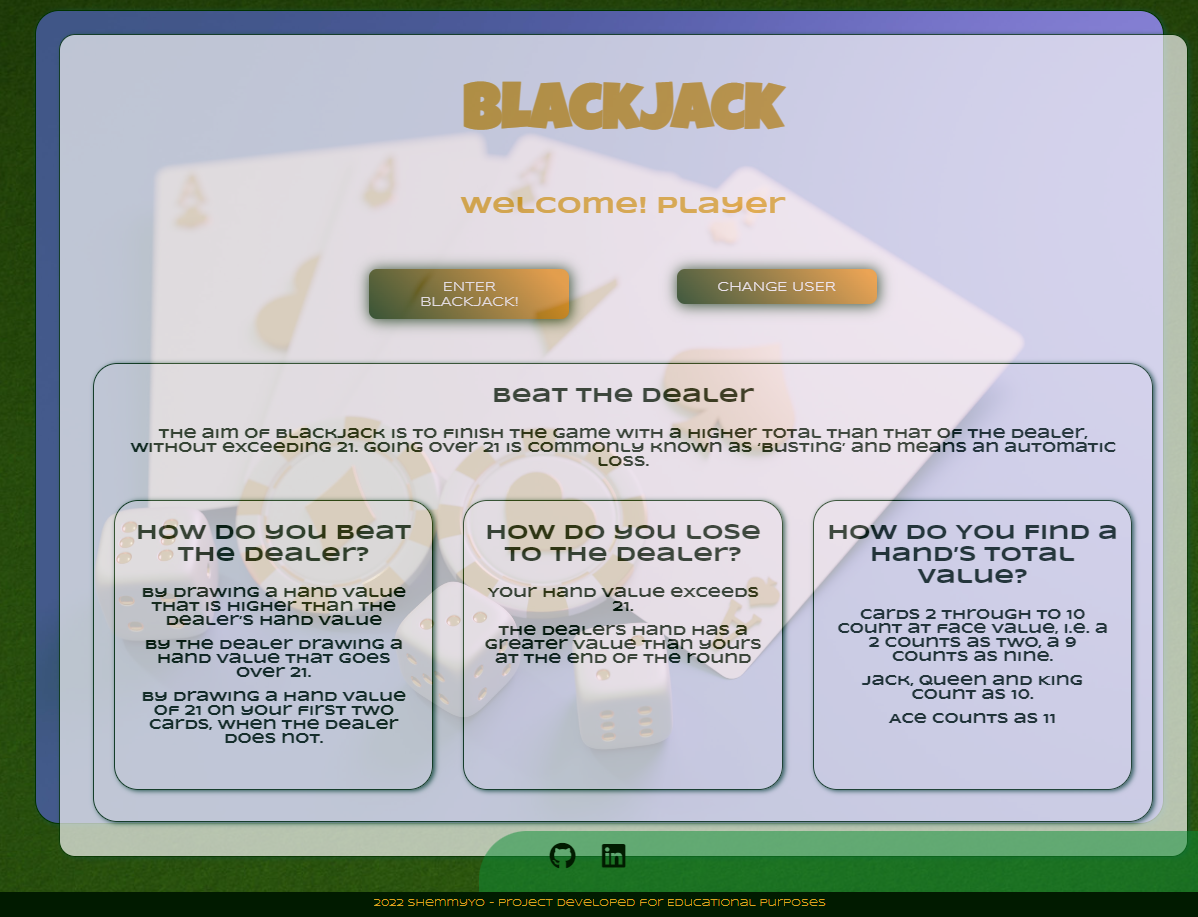 BLACKJACK
Welcome! Player
ENTER
BLACKJACK!
CHANGE USER
Beat The Dealer
The aim of Blackjack is to finish the game with a higher total than that of the dealer,
without exceeding 21. Going over 21 is commonly known as ‘busting’ and means an automatic
loss.
How Do you Beat
The Dealer?
By drawing a hand value
that is higher than the
dealer’s hand value
By the dealer drawing a
hand value that goes
over 21.
By drawing a hand value
of 21 on your first two
cards, when the dealer
does not.
How Do you Lose
To The Dealer?
Your hand value exceeds
21.
The dealers hand has a
greater value than yours
at the end of the round
How Do You Find a
Hand’s Total
Value?
Cards 2 through to 10
count at face value, i.e. a
2 counts as two, a 9
counts as nine.
Jack, Queen and King
count as 10.
Ace counts as 11
2022 ShemmyYo - Project Developed For Educational Purposes